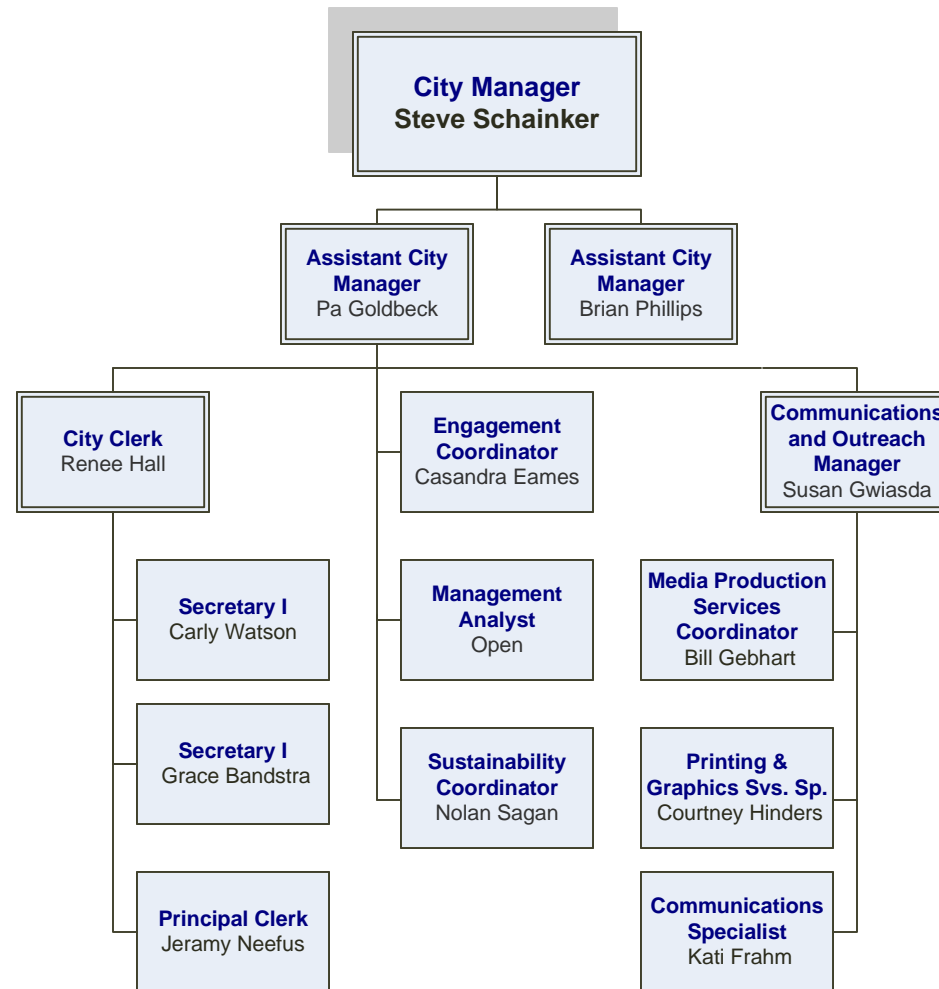 City Manager
Steve Schainker
Assistant City
Manager
Pa Goldbeck
Assistant City
Manager
Brian Phillips
City Clerk
Renee Hall
Engagement
Coordinator
Casandra Eames
Communications
and Outreach
Manager
Susan Gwiasda
Secretary I
Carly Watson
Management
Analyst
Open
Media Production
Services
Coordinator
Bill Gebhart
Secretary I
Grace Bandstra
Sustainability
Coordinator
Nolan Sagan
Printing &
Graphics Svs. Sp.
Courtney Hinders
Principal Clerk
Jeramy Neefus
Communications
Specialist
Kati Frahm